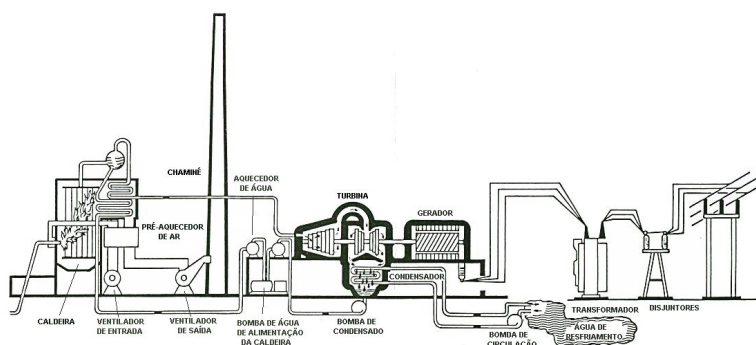 CHAMINÉ
AQUECEDOR
DE ÁGUA
TURBINA
GERADOR
PRÉ-AQUECEDOR
DE AR
CONDENSADOR
CALDEIRA
VENTILADOR
DE ENTRADA
VENTILADOR
DE SAÍDA
BOMBA DE ÁGUA
DE ALIMENTAÇÃO
DA CALDEIRA
BOMBA DE
CONDENSADO
BOMBA DE
CIRCULAÇÃO
TRANSFORMADOR
DISJUNTORES
ÁGUA DE
RESFRIAMENTO